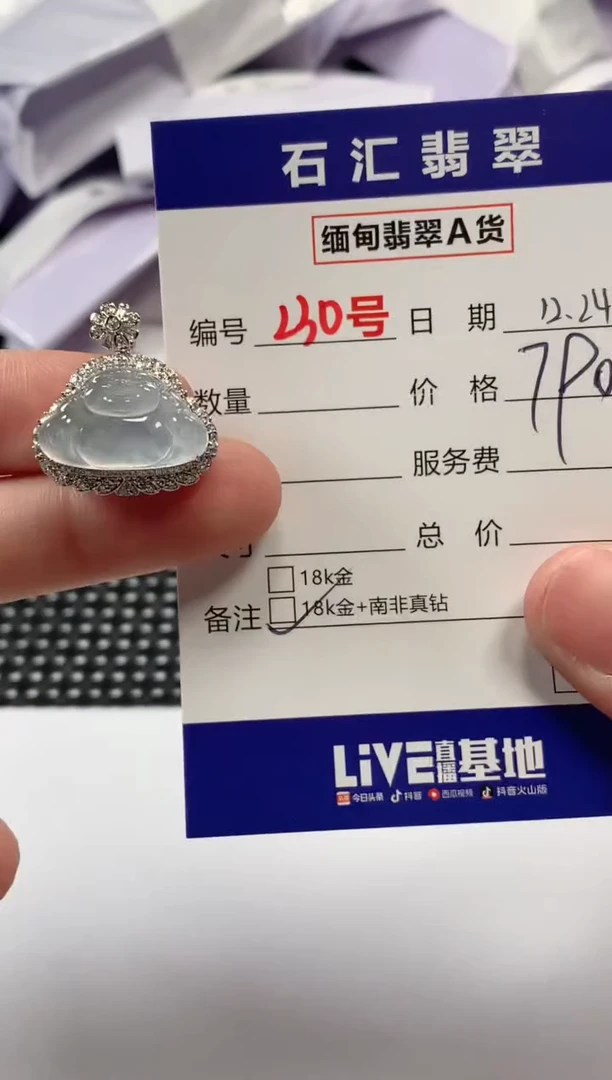 石汇翡翠
缅甸翡翠A货
编号 40号 日期 12.24
数量 价格
服务费
总价
18k金
备注 18k金+南非真钻
LiVE直播基地
今日头条 抖音 西瓜视频 抖音火山版